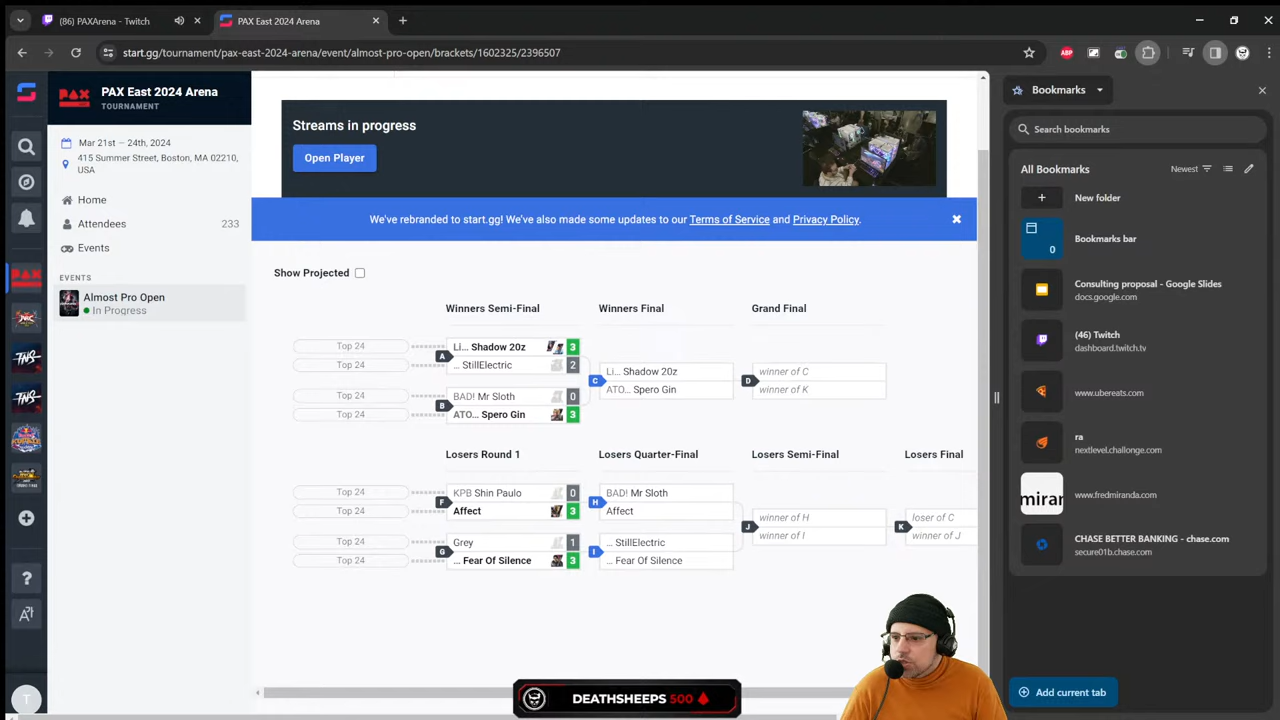 (86) PAXArena - Twitch
PAX East 2024 Arena
start.gg/tournament/pax-east-2024-arena/event/almost-pro-open/brackets/1602325/2396507
ABP
PAX East 2024 Arena
TOURNAMENT
Mar 21st – 24th, 2024
415 Summer Street, Boston, MA 02210,
USA
Home
Attendees 233
Events
EVENTS
Almost Pro Open
In Progress
Streams in progress
Open Player
We've rebranded to start.gg! We've also made some updates to our Terms of Service and Privacy Policy.
Show Projected
Winners Semi-Final
Winners Final
Grand Final
Top 24
Top 24
A
Li... Shadow 20z 3
... StillElectric 2
Top 24
Top 24
B
BAD! Mr Sloth 0
ATO... Spero Gin 3
C
Li... Shadow 20z
ATO... Spero Gin
D
winner of C
winner of K
Losers Round 1
Losers Quarter-Final
Losers Semi-Final
Losers Final
Top 24
Top 24
F
KPB Shin Paulo 0
Affect 3
Top 24
Top 24
G
Grey 1
... Fear Of Silence 3
H
BAD! Mr Sloth
Affect
I
... StillElectric
... Fear Of Silence
J
winner of H
winner of I
K
loser of C
winner of J
T
DEATHSHEEPS 500
Bookmarks
Search bookmarks
All Bookmarks
Newest
New folder
Bookmarks bar
0
Consulting proposal - Google Slides
docs.google.com
(46) Twitch
dashboard.twitch.tv
www.ubereats.com
ra
nextlevel.challonge.com
miran
www.fredmiranda.com
CHASE BETTER BANKING - chase.com
secure01b.chase.com
Add current tab